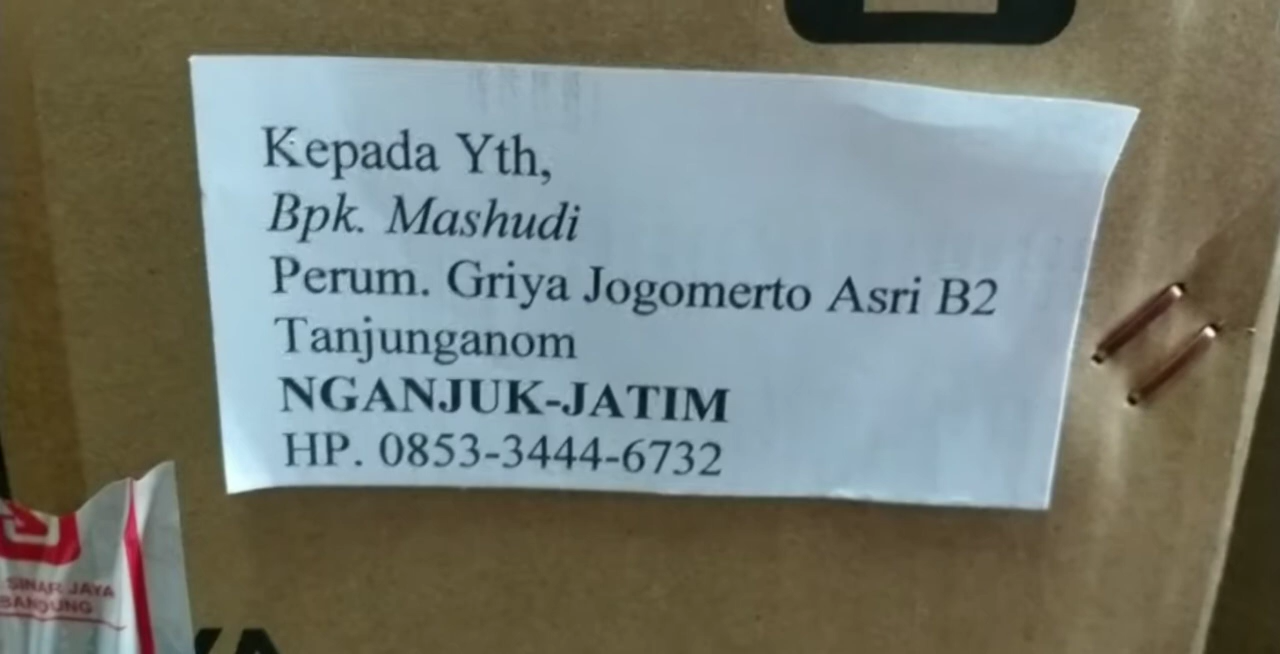 Kepada Yth,
Bpk. Mashudi
Perum. Griya Jogomerto Asri B2
Tanjunganom
NGANJUK-JATIM
HP. 0853-3444-6732
SINAR JAYA
BANDUNG